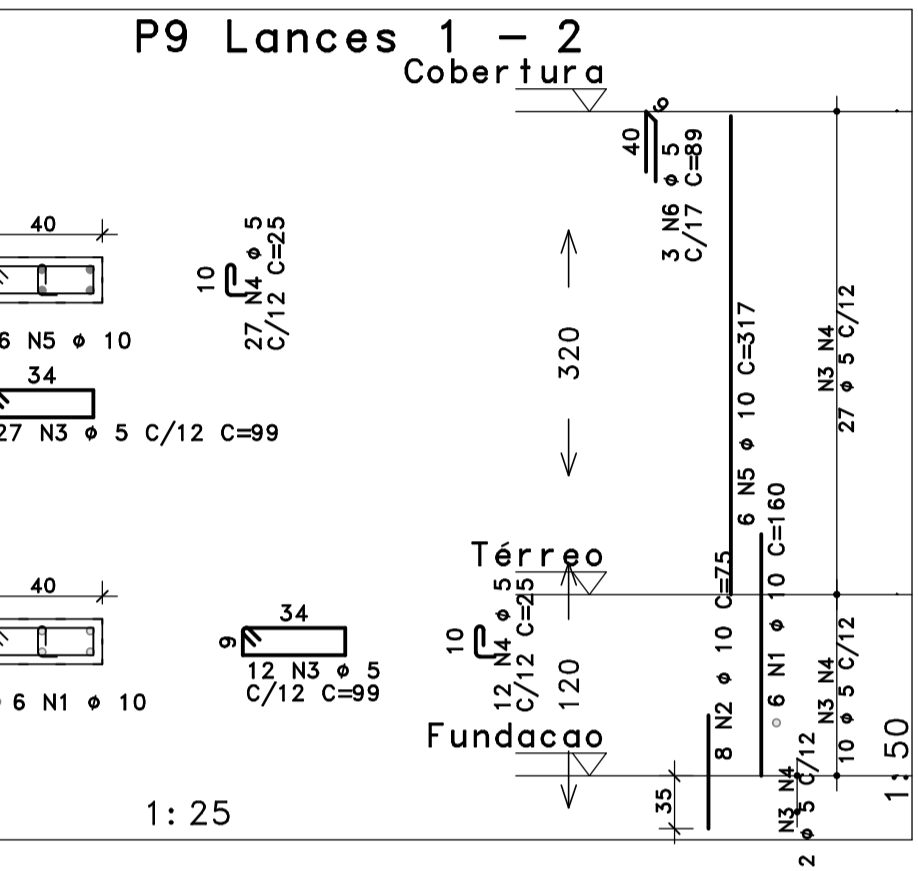 P9 Lances 1 - 2
Cobertura
40
6
3 N6 φ 5
C/17 C=89
40
10
27 N4 φ 5
C/12 C=25
6 N5 φ 10
34
27 N3 φ 5 C/12 C=99
320
6 N5 φ 10 C=317
N3 N4
27 φ 5 C/12
Térreo
40
6 N1 φ 10
34
9
12 N3 φ 5
C/12 C=99
10
12 N4 φ 5
C/12 C=25
120
8 N2 φ 10 C=75
6 N1 φ 10 C=160
N3 N4
10 φ 5 C/12
Fundacao
35
N3 N4
2 φ 5 C/12
1:25
1:50